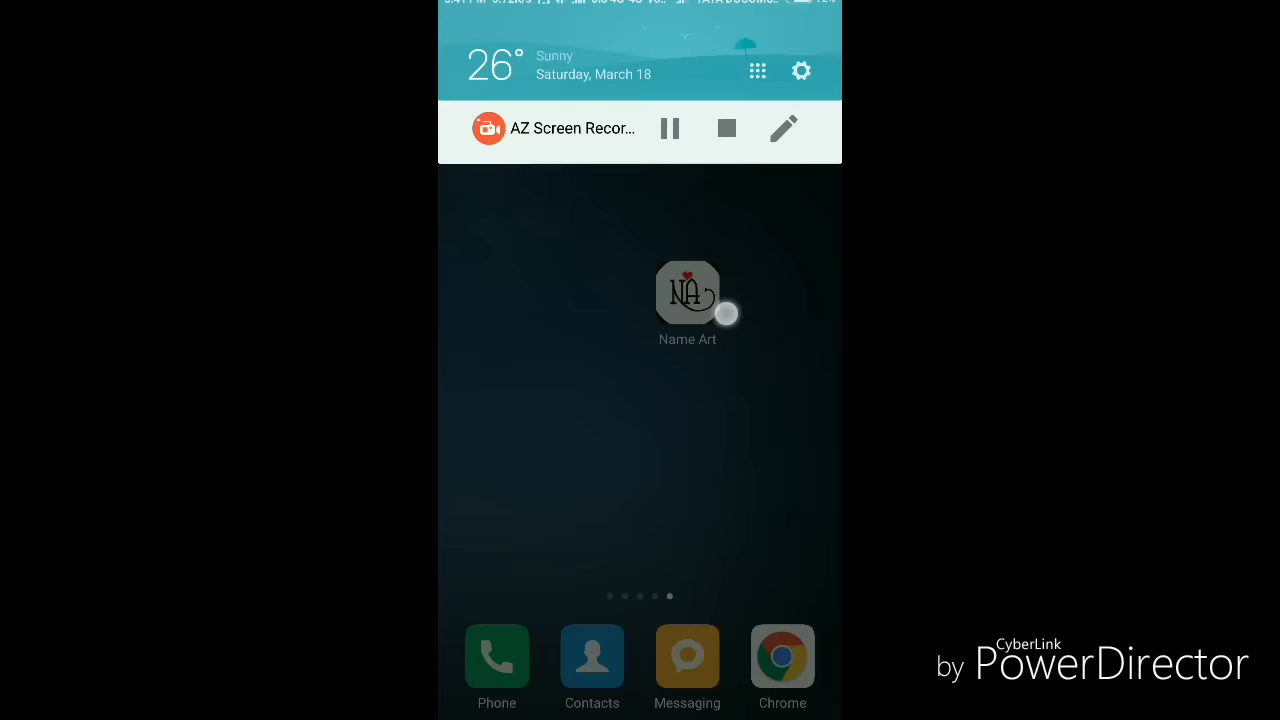 26°
Sunny
Saturday, March 18
AZ Screen Recor...
NA
Name Art
Phone
Contacts
Messaging
Chrome
CyberLink
by PowerDirector